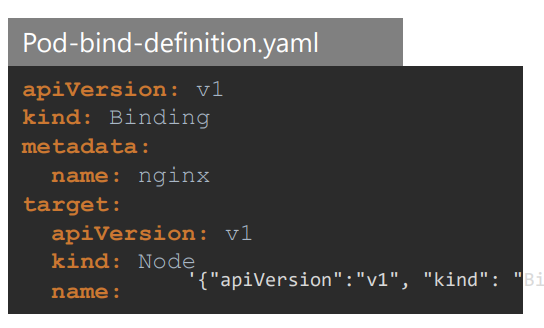 Pod-bind-definition.yaml
apiVersion: v1
kind: Binding
metadata:
name: nginx
target:
apiVersion: v1
kind: Node
name:
'{"apiVersion":"v1", "kind": "Bi